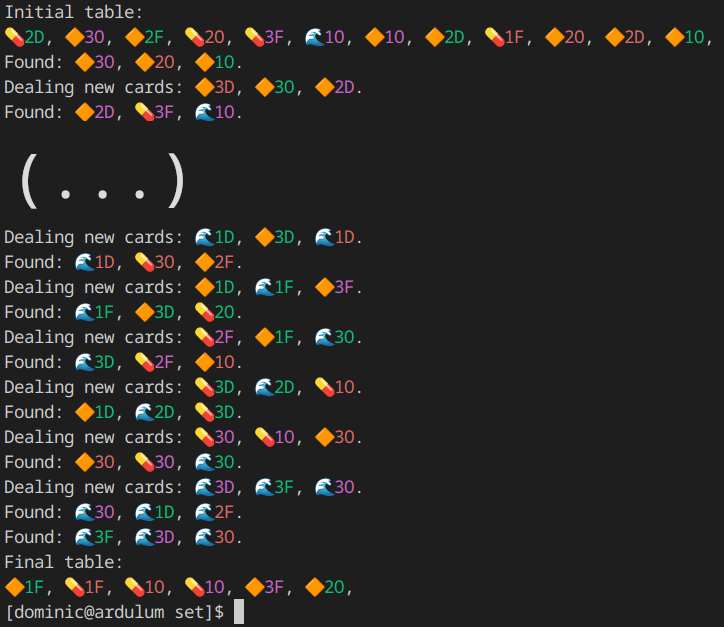 Initial table:
💊2D, 🔶3O, 🔶2F, 💊2O, 💊3F, 🌊1O, 🔶1O, 🔶2D, 💊1F, 🔶2O, 🔶2D, 🔶1O,
Found: 🔶3O, 🔶2O, 🔶1O.
Dealing new cards: 🔶3D, 🔶3O, 🔶2D.
Found: 🔶2D, 💊3F, 🌊1O.
(...)
Dealing new cards: 🌊1D, 🔶3D, 🌊1D.
Found: 🌊1D, 💊3O, 🔶2F.
Dealing new cards: 🔶1D, 🌊1F, 🔶3F.
Found: 🌊1F, 🔶3D, 💊2O.
Dealing new cards: 💊2F, 🔶1F, 🌊3O.
Found: 🌊3D, 💊2F, 🔶1O.
Dealing new cards: 💊3D, 🌊2D, 💊1O.
Found: 🔶1D, 🌊2D, 💊3D.
Dealing new cards: 💊3O, 💊1O, 🔶3O.
Found: 🔶3O, 💊3O, 🌊3O.
Dealing new cards: 🌊3D, 🌊3F, 🌊3O.
Found: 🌊3O, 🌊1D, 🌊2F.
Found: 🌊3F, 🌊3D, 🌊3O.
Final table:
🔶1F, 💊1F, 💊1O, 💊1O, 🔶3F, 🔶2O,
[dominic@ardulum set]$